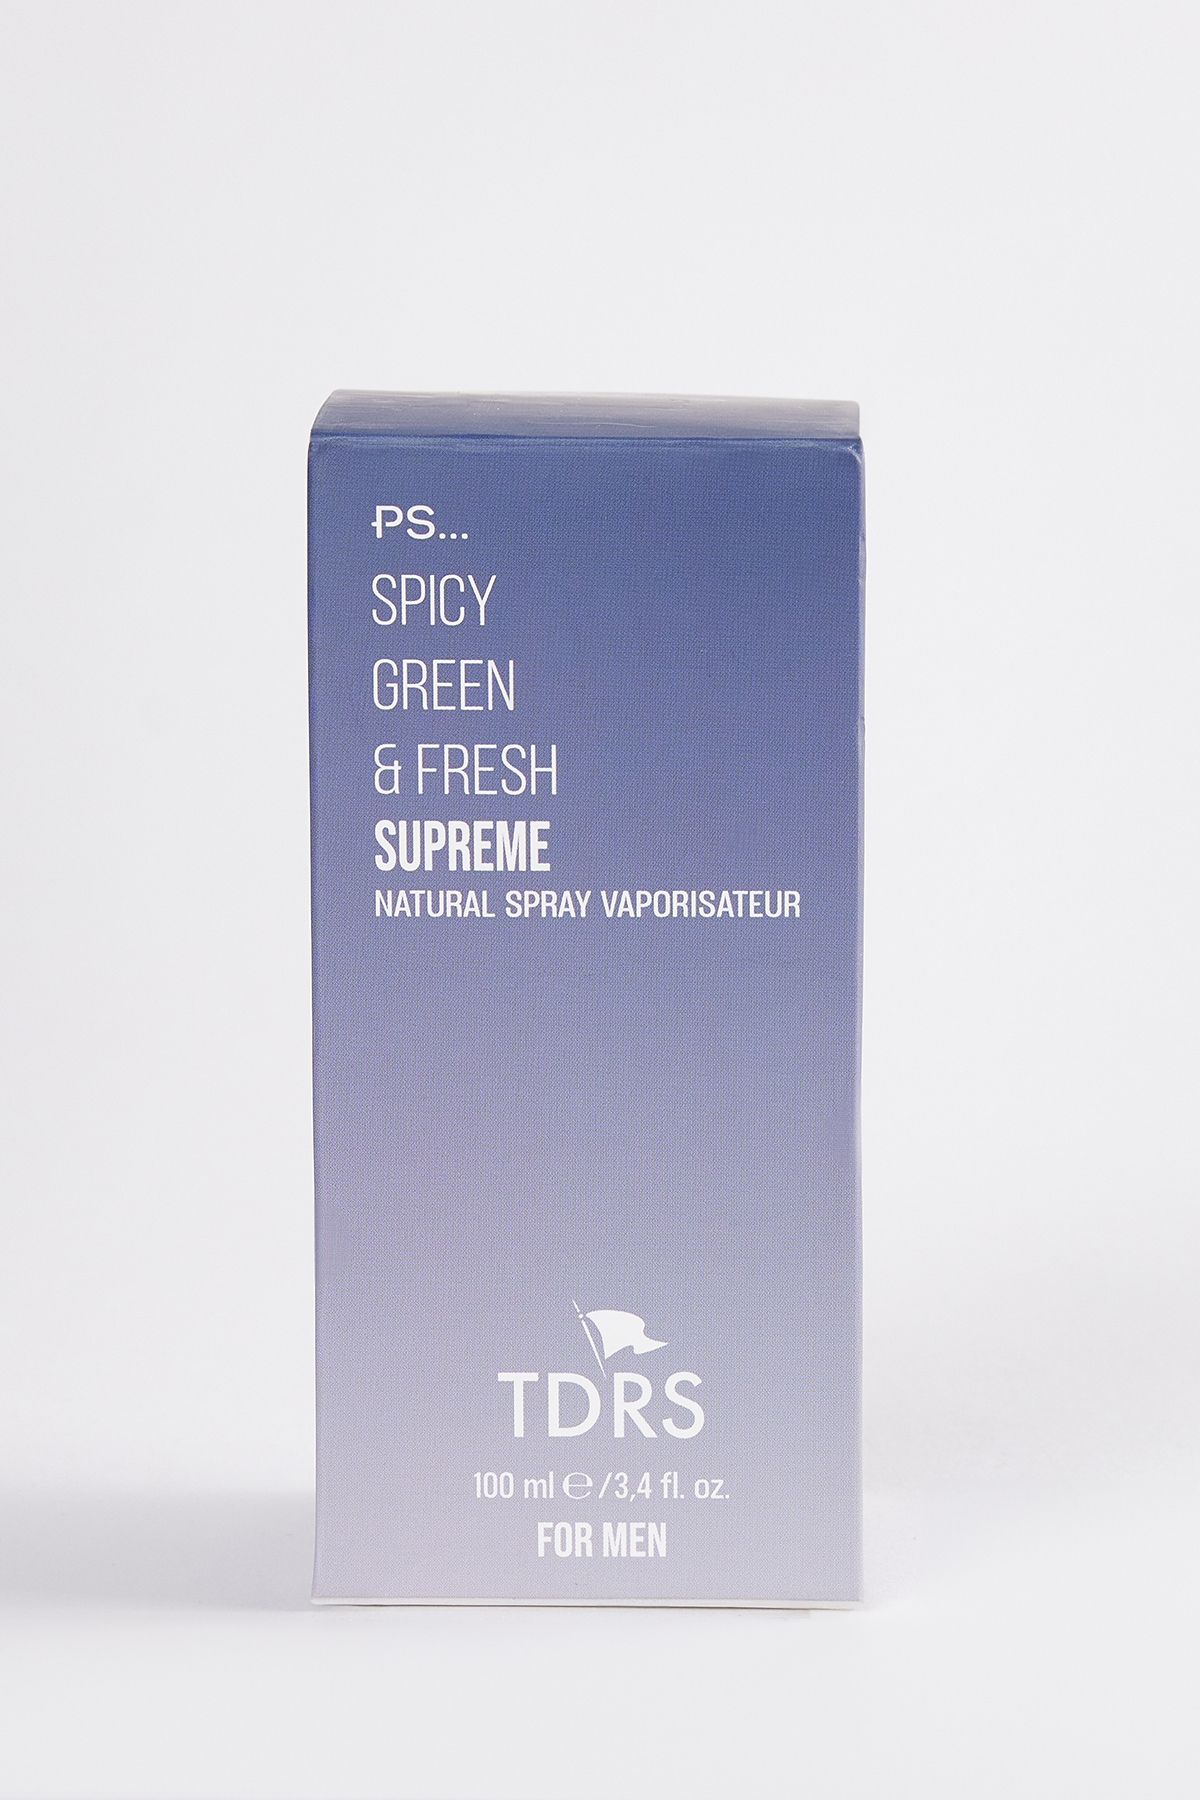 PS...
SPICY
GREEN
& FRESH
SUPREME
NATURAL SPRAY VAPORISATEUR
TDRS
100 ml ℮ / 3,4 fl. oz.
FOR MEN